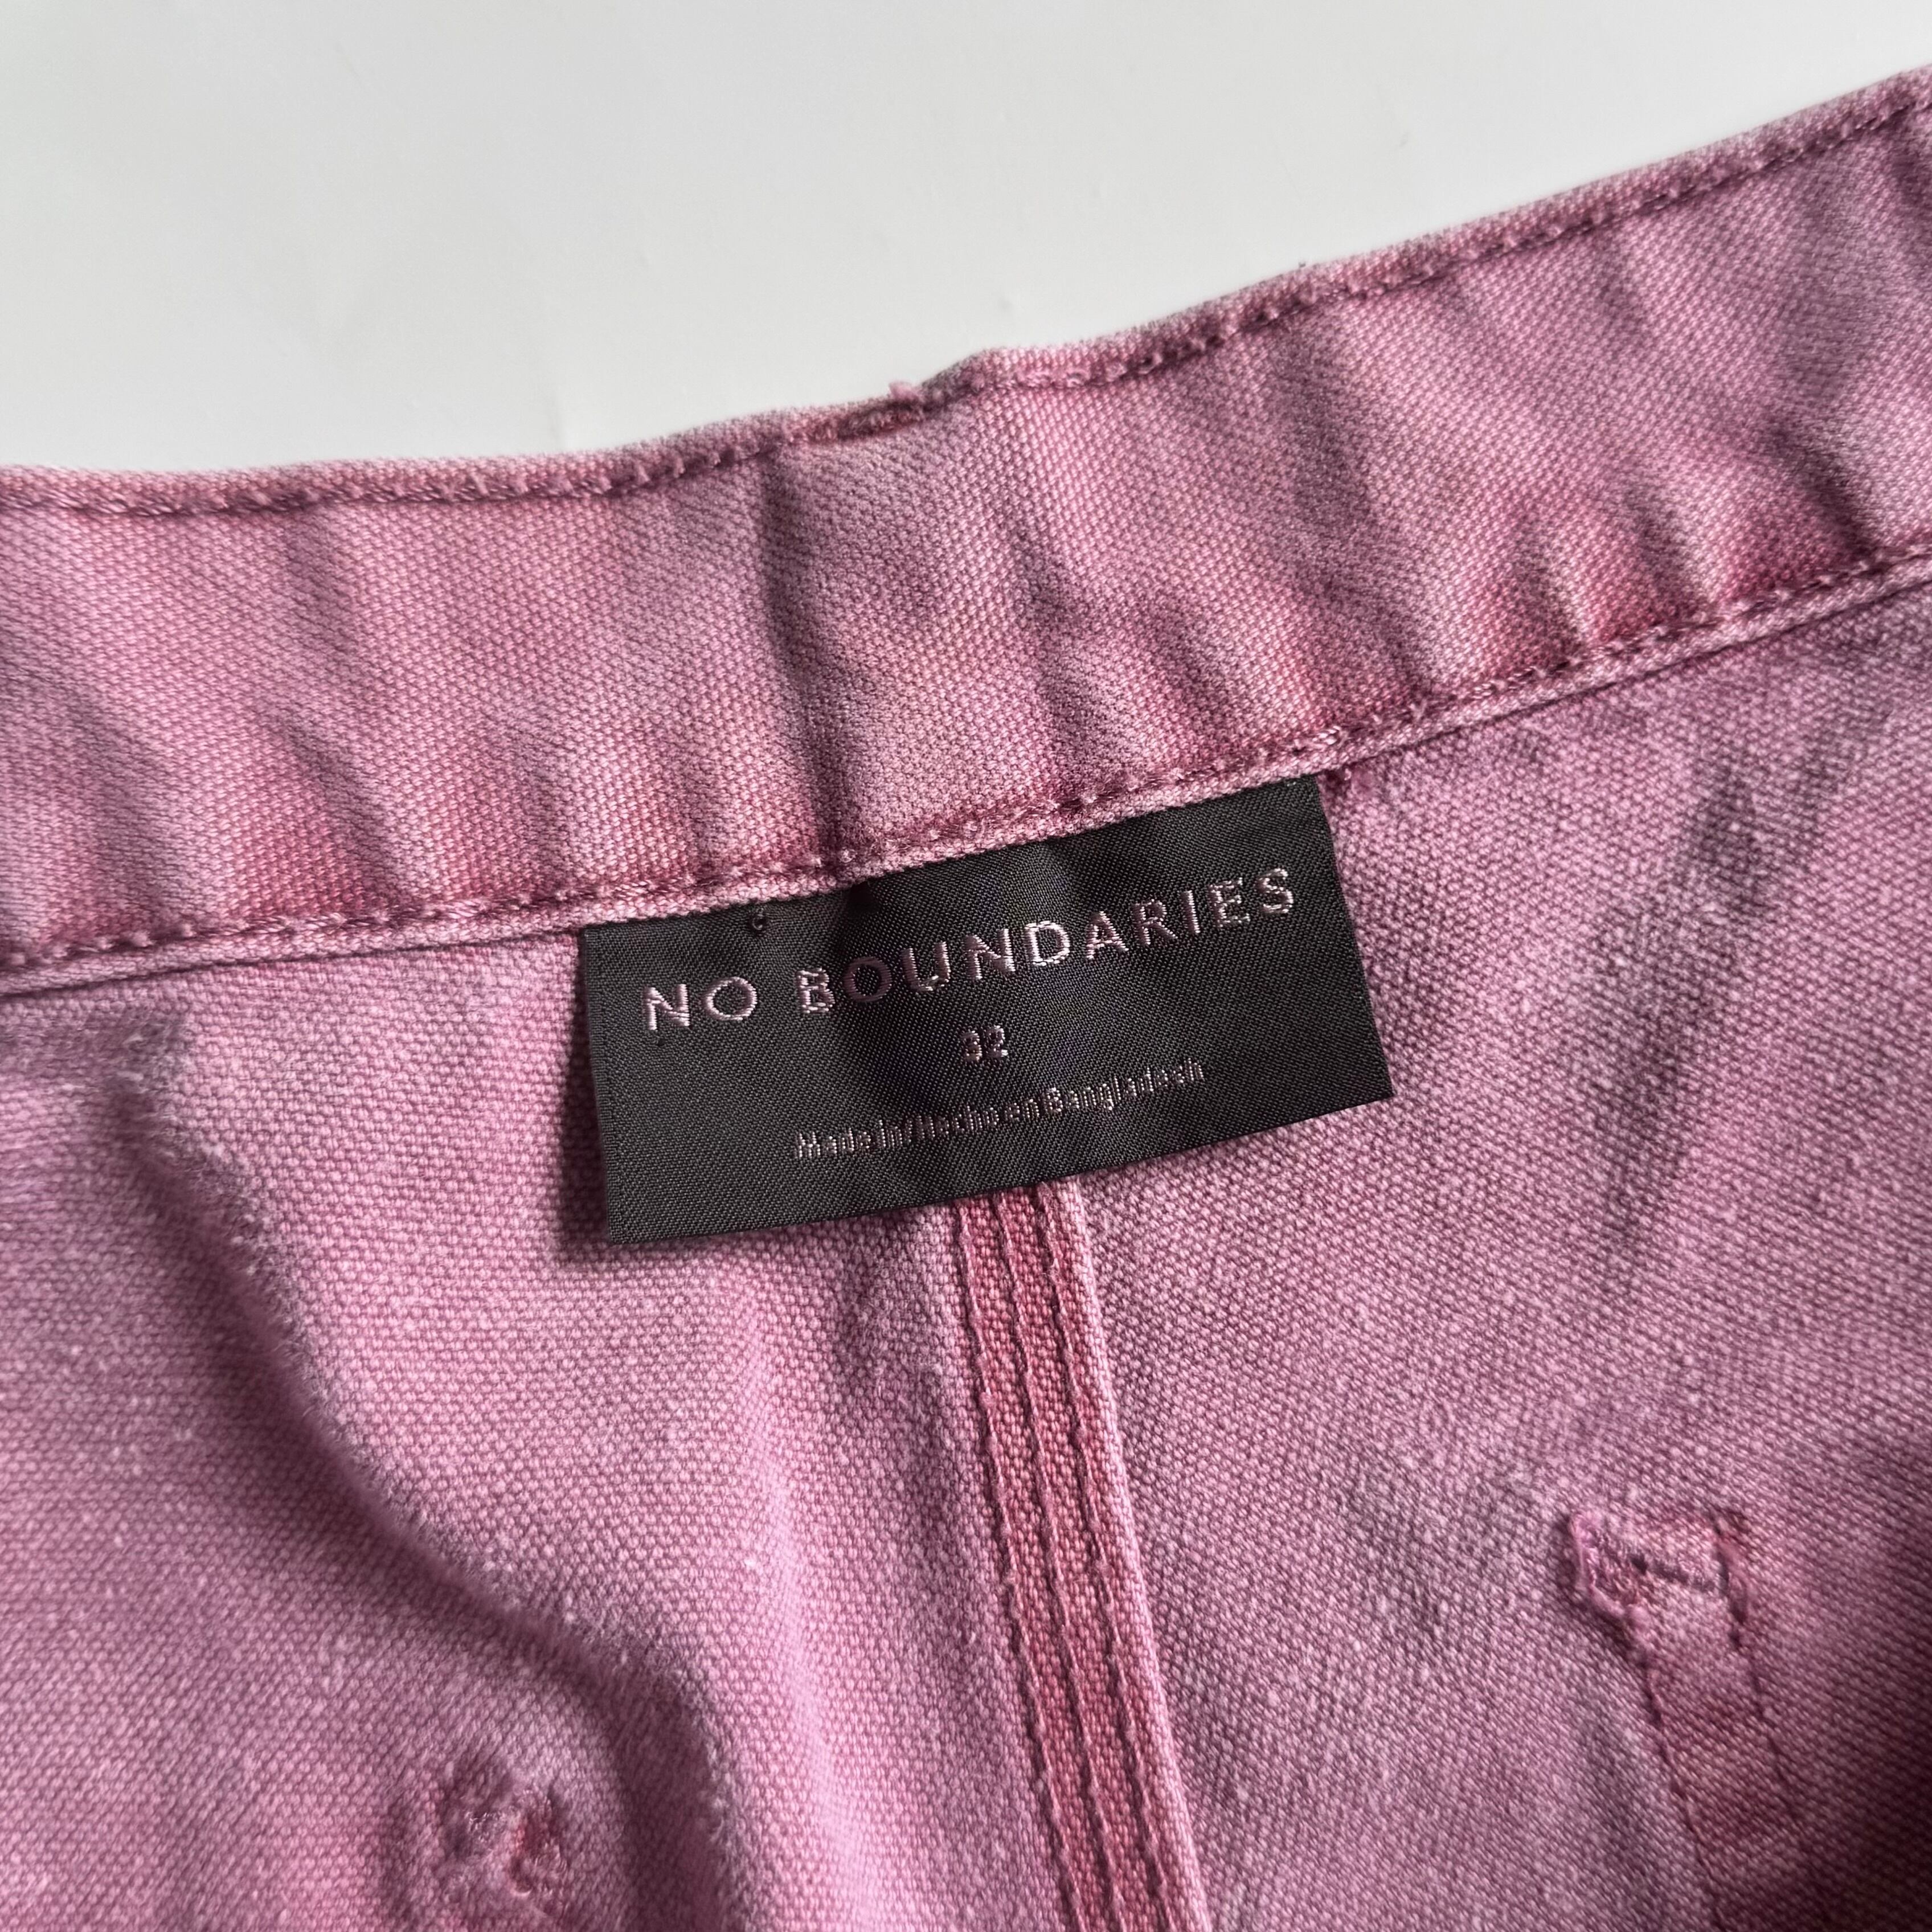 NO BOUNDARIES
32
Made in/Hecho en Bangladesh